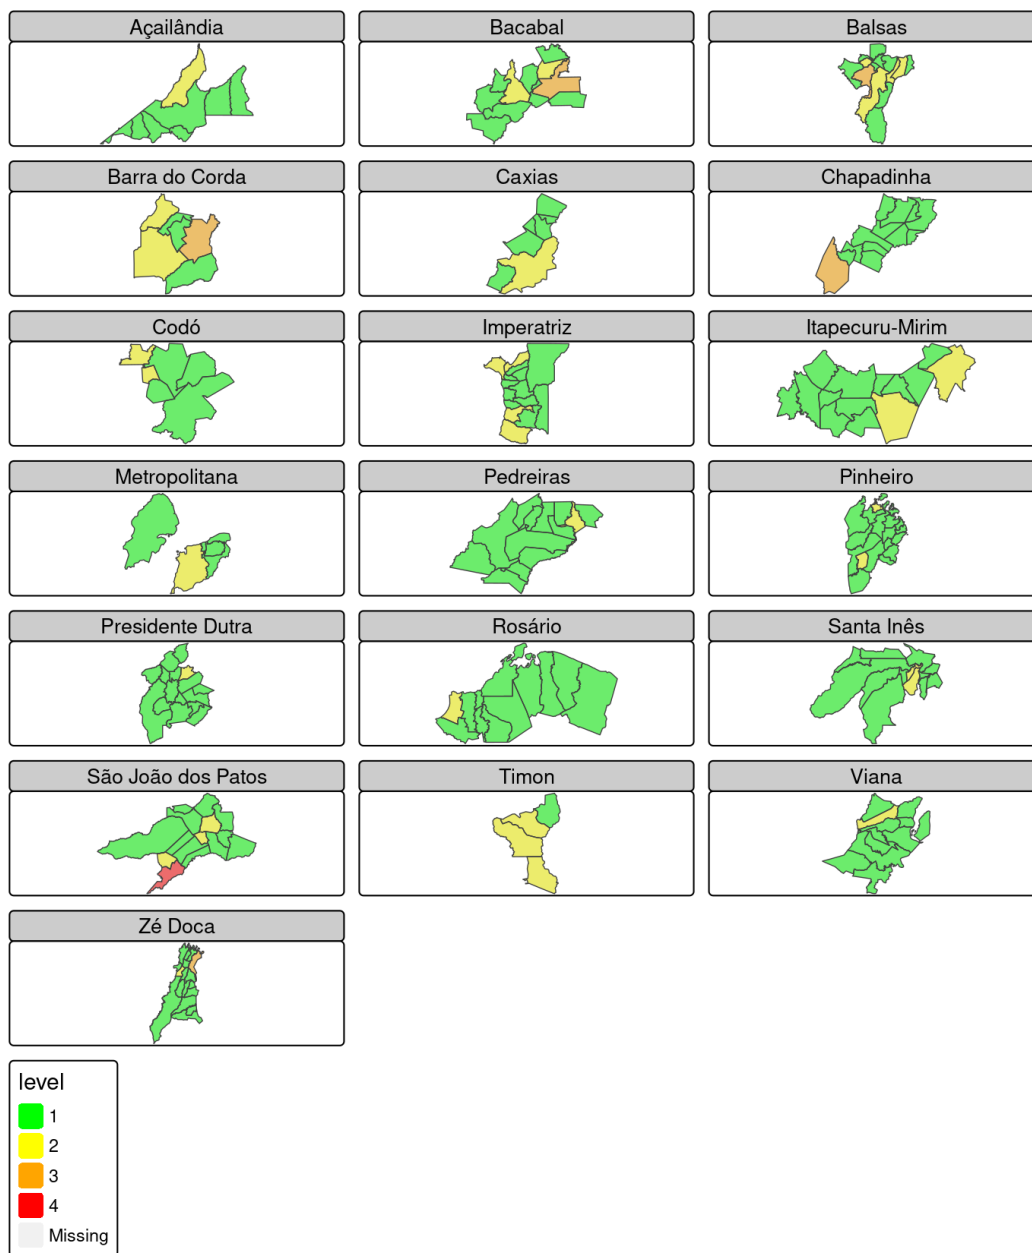 Açailândia
Bacabal
Balsas
Barra do Corda
Caxias
Chapadinha
Codó
Imperatriz
Itapecuru-Mirim
Metropolitana
Pedreiras
Pinheiro
Presidente Dutra
Rosário
Santa Inês
São João dos Patos
Timon
Viana
Zé Doca
level
1
2
3
4
Missing